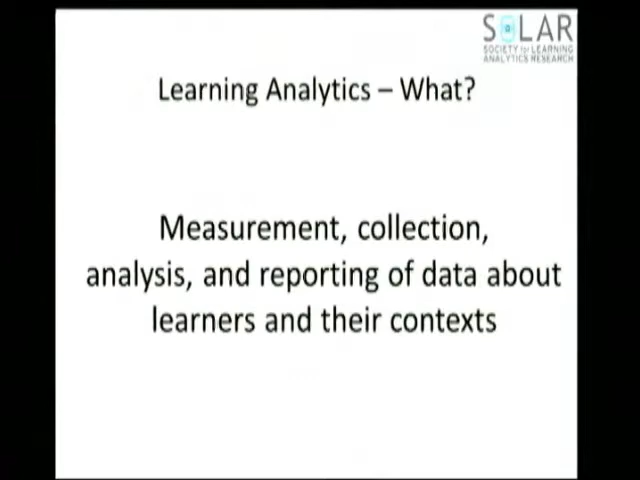 SOLAR
SOCIETY for LEARNING
ANALYTICS RESEARCH
Learning Analytics – What?
Measurement, collection,
analysis, and reporting of data about
learners and their contexts